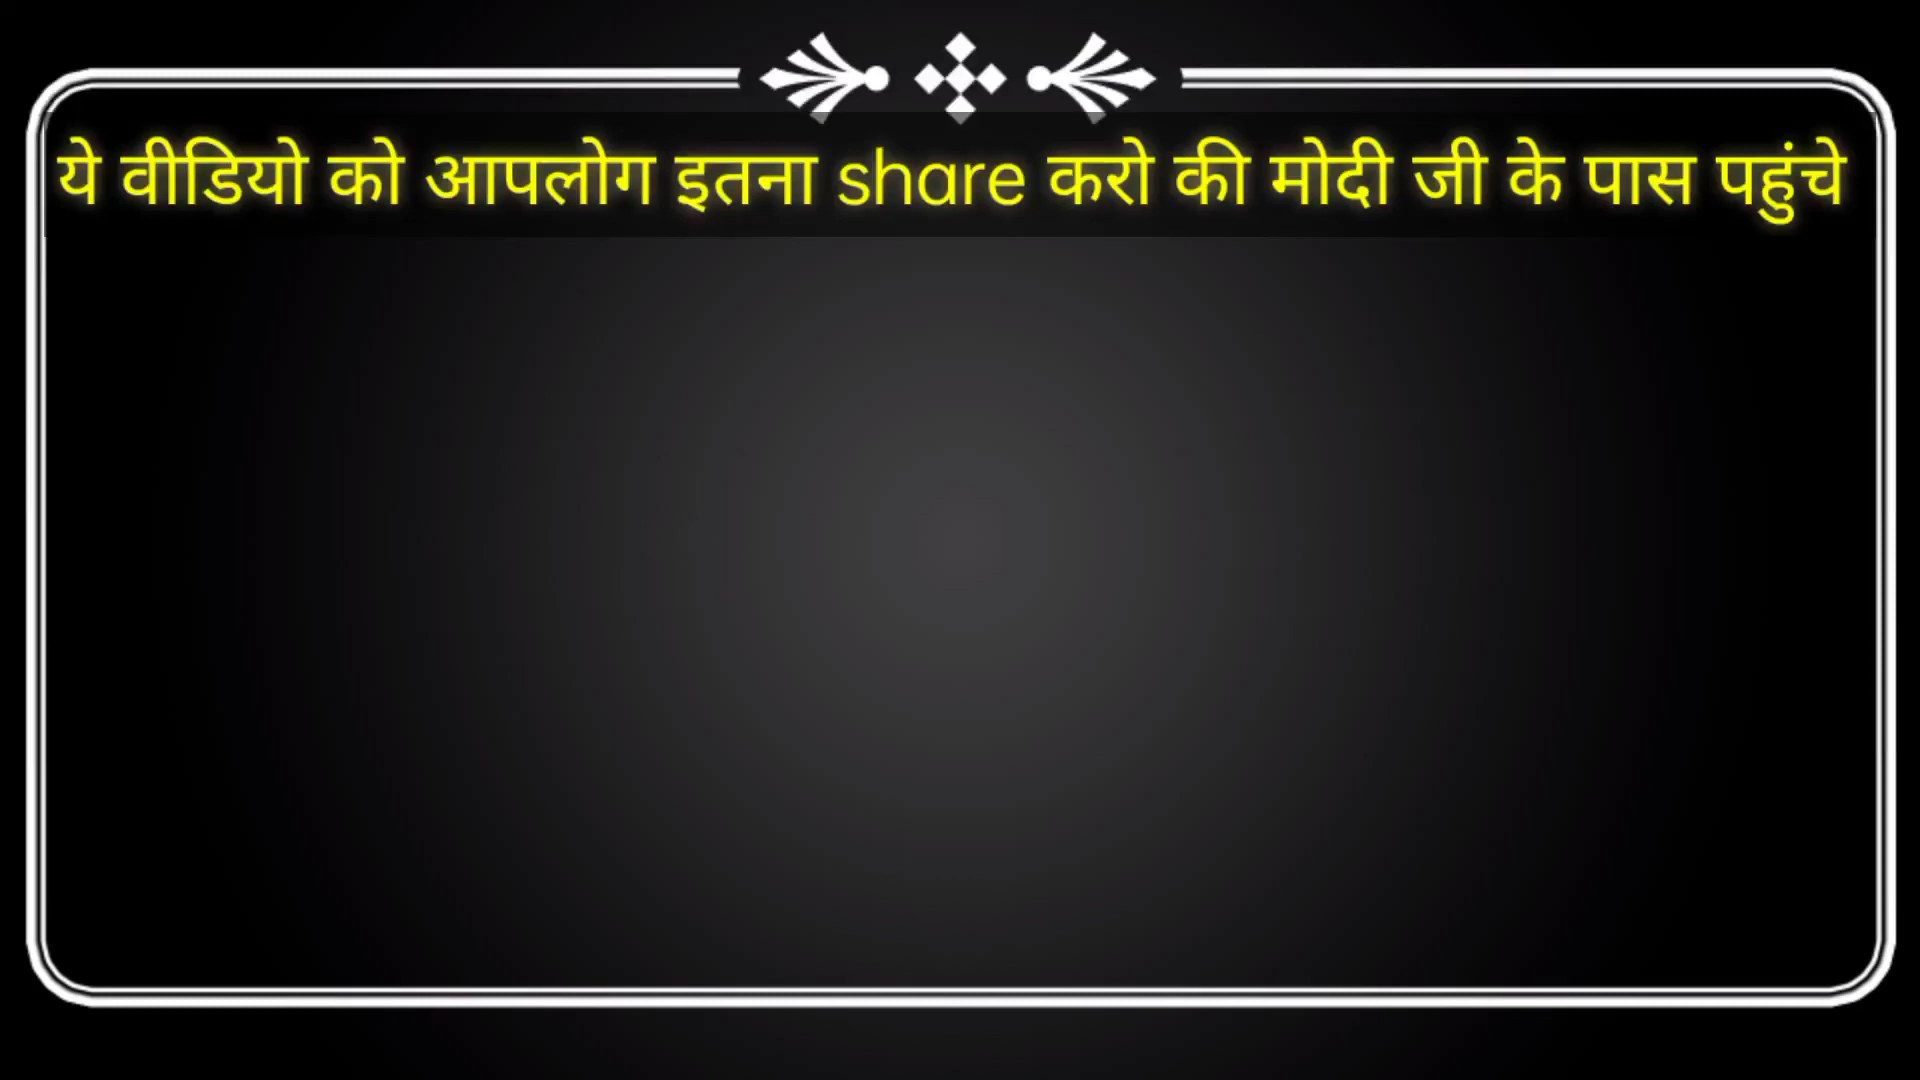 ये वीडियो को आपलोग इतना share करो की मोदी जी के पास पहुंचे